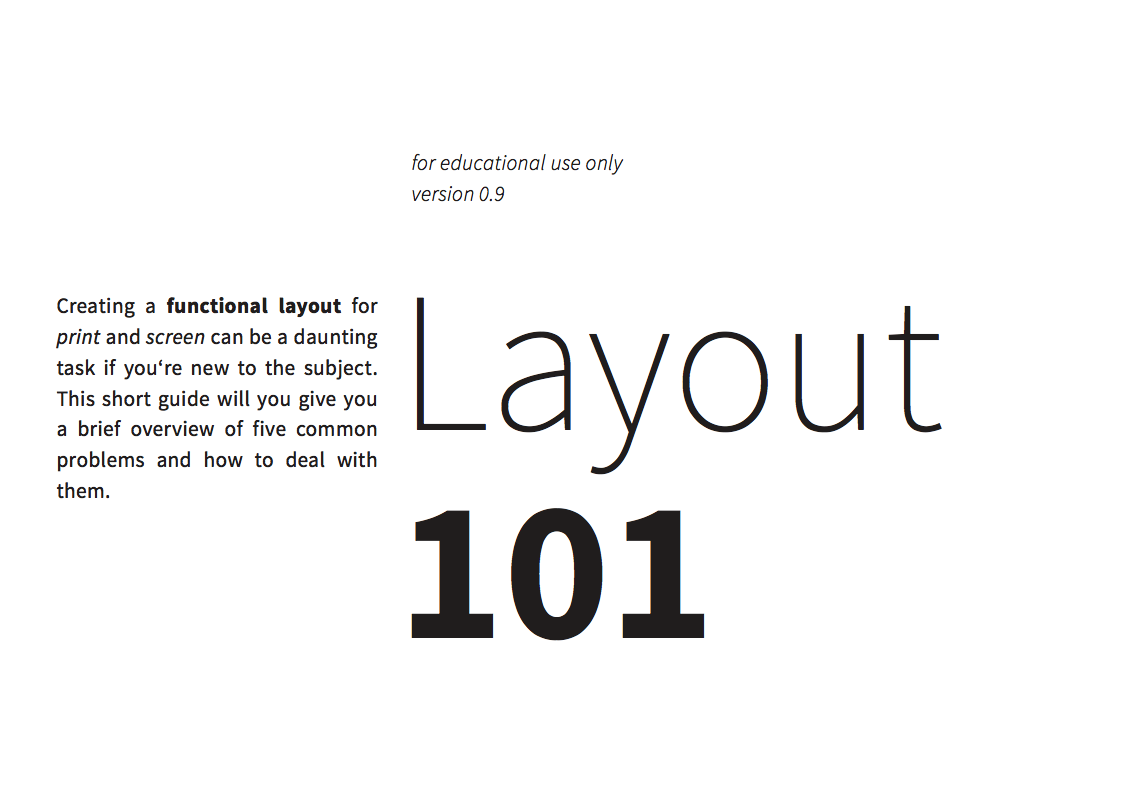 for educational use only
version 0.9
Creating a functional layout for
print and screen can be a daunting
task if you‘re new to the subject.
This short guide will you give you
a brief overview of five common
problems and how to deal with
them.
Layout
101